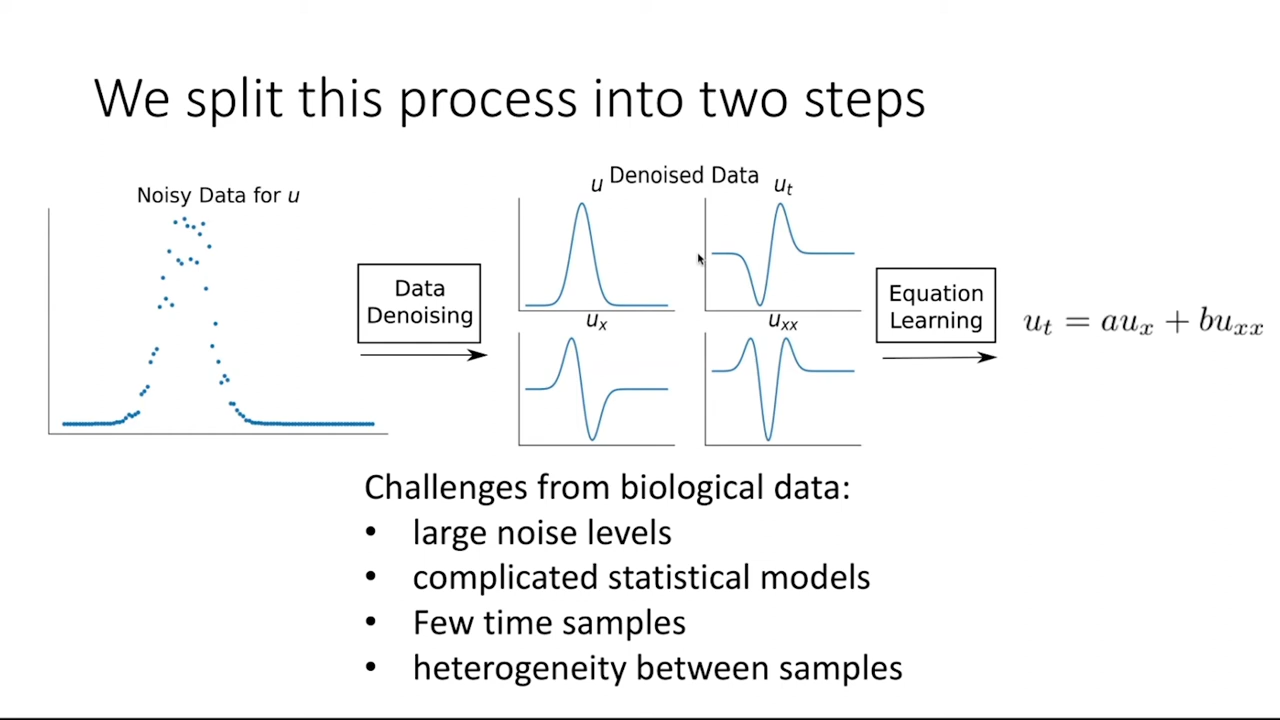 We split this process into two steps
Noisy Data for u
Data
Denoising
Denoised Data
u
u_t
u_x
u_xx
Equation
Learning
u_t = au_x + bu_xx
Challenges from biological data:
• large noise levels
• complicated statistical models
• Few time samples
• heterogeneity between samples